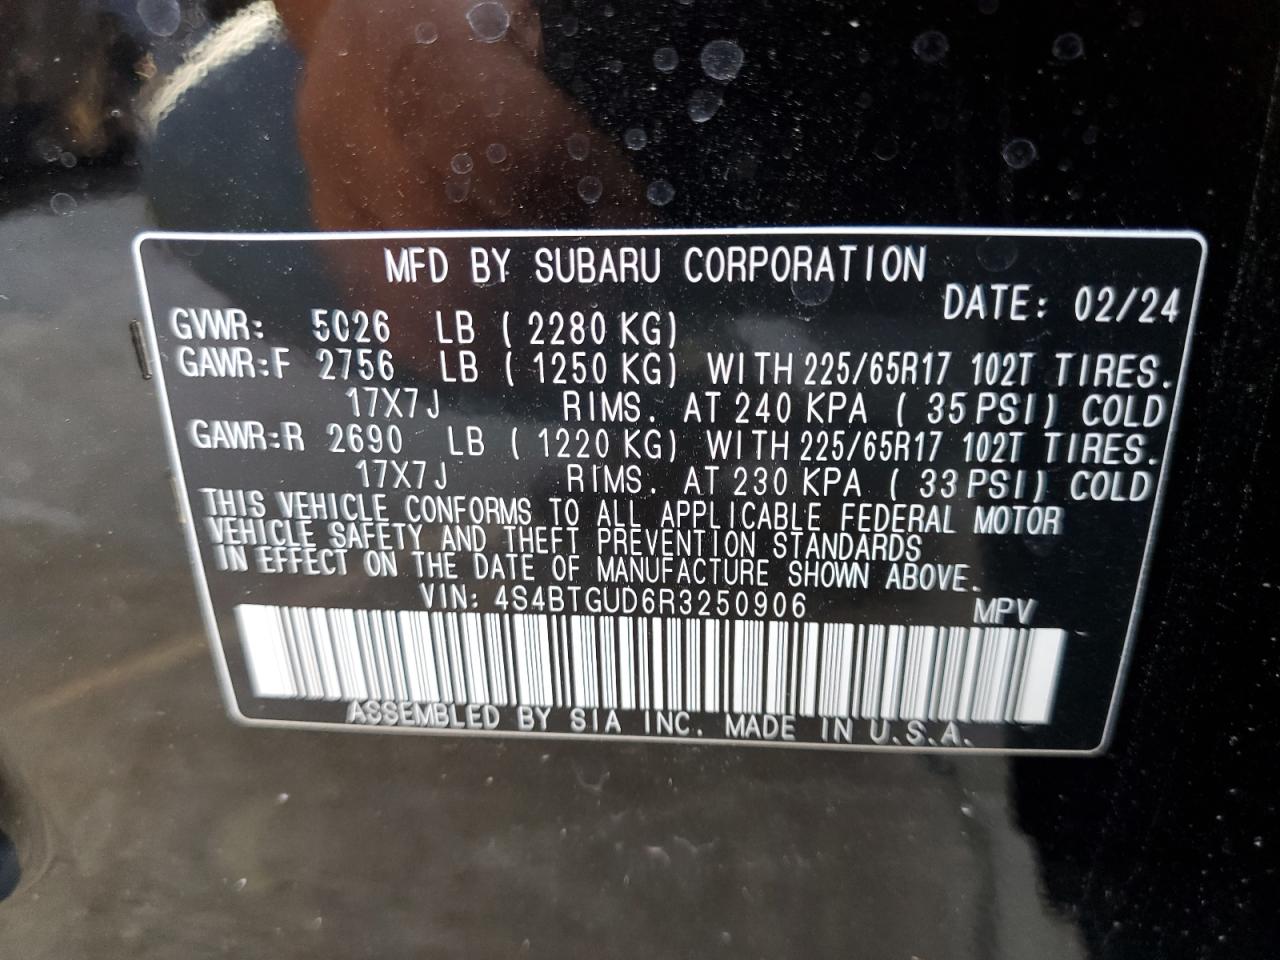 MFD BY SUBARU CORPORATION
DATE: 02/24
GVWR: 5026 LB ( 2280 KG)
GAWR:F 2756 LB ( 1250 KG) WITH 225/65R17 102T TIRES.
17X7J RIMS. AT 240 KPA ( 35 PSI) COLD
GAWR:R 2690 LB ( 1220 KG) WITH 225/65R17 102T TIRES.
17X7J RIMS. AT 230 KPA ( 33 PSI) COLD
THIS VEHICLE CONFORMS TO ALL APPLICABLE FEDERAL MOTOR
VEHICLE SAFETY AND THEFT PREVENTION STANDARDS
IN EFFECT ON THE DATE OF MANUFACTURE SHOWN ABOVE.
VIN: 4S4BTGUD6R3250906 MPV
ASSEMBLED BY SIA INC. MADE IN U.S.A.